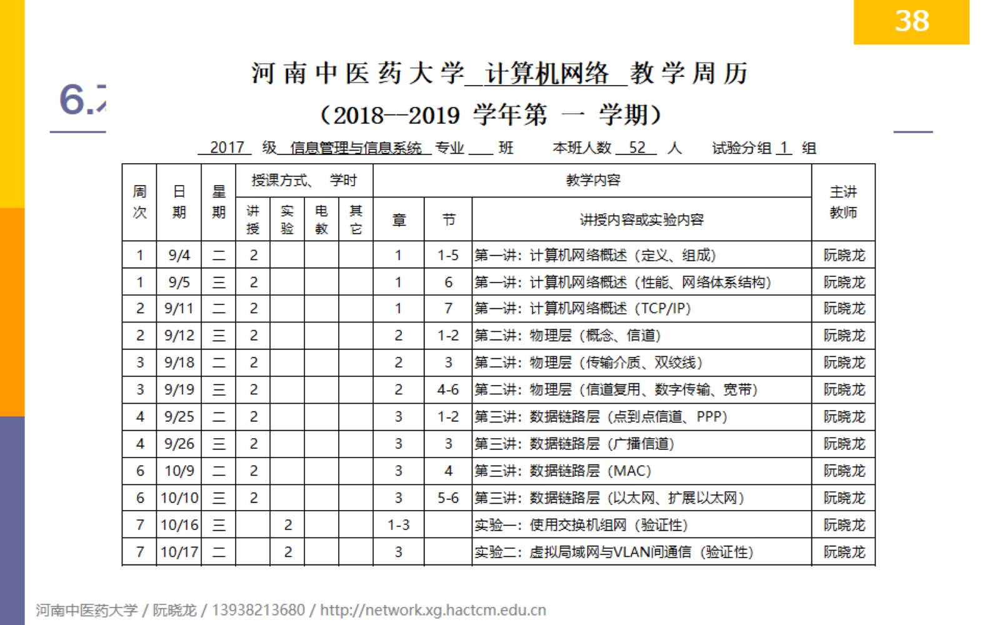 38
6.
河南中医药大学 计算机网络 教学周历
（2018--2019 学年第 一 学期）
2017 级 信息管理与信息系统 专业 班 本班人数 52 人 试验分组 1 组
周次 日期 星期 授课方式、 学时 教学内容 主讲教师
讲授 实验 电教 其它 章 节 讲授内容或实验内容
1 9/4 二 2 1 1-5 第一讲：计算机网络概述（定义、组成） 阮晓龙
1 9/5 三 2 1 6 第一讲：计算机网络概述（性能、网络体系结构） 阮晓龙
2 9/11 二 2 1 7 第一讲：计算机网络概述（TCP/IP） 阮晓龙
2 9/12 三 2 2 1-2 第二讲：物理层（概念、信道） 阮晓龙
3 9/18 二 2 2 3 第二讲：物理层（传输介质、双绞线） 阮晓龙
3 9/19 三 2 2 4-6 第二讲：物理层（信道复用、数字传输、宽带） 阮晓龙
4 9/25 二 2 3 1-2 第三讲：数据链路层（点到点信道、PPP） 阮晓龙
4 9/26 三 2 3 3 第三讲：数据链路层（广播信道） 阮晓龙
6 10/9 二 2 3 4 第三讲：数据链路层（MAC） 阮晓龙
6 10/10 三 2 3 5-6 第三讲：数据链路层（以太网、扩展以太网） 阮晓龙
7 10/16 三 2 1-3 实验一：使用交换机组网（验证性） 阮晓龙
7 10/17 二 2 3 实验二：虚拟局域网与VLAN间通信（验证性） 阮晓龙
河南中医药大学 / 阮晓龙 / 13938213680 / http://network.xg.hactcm.edu.cn